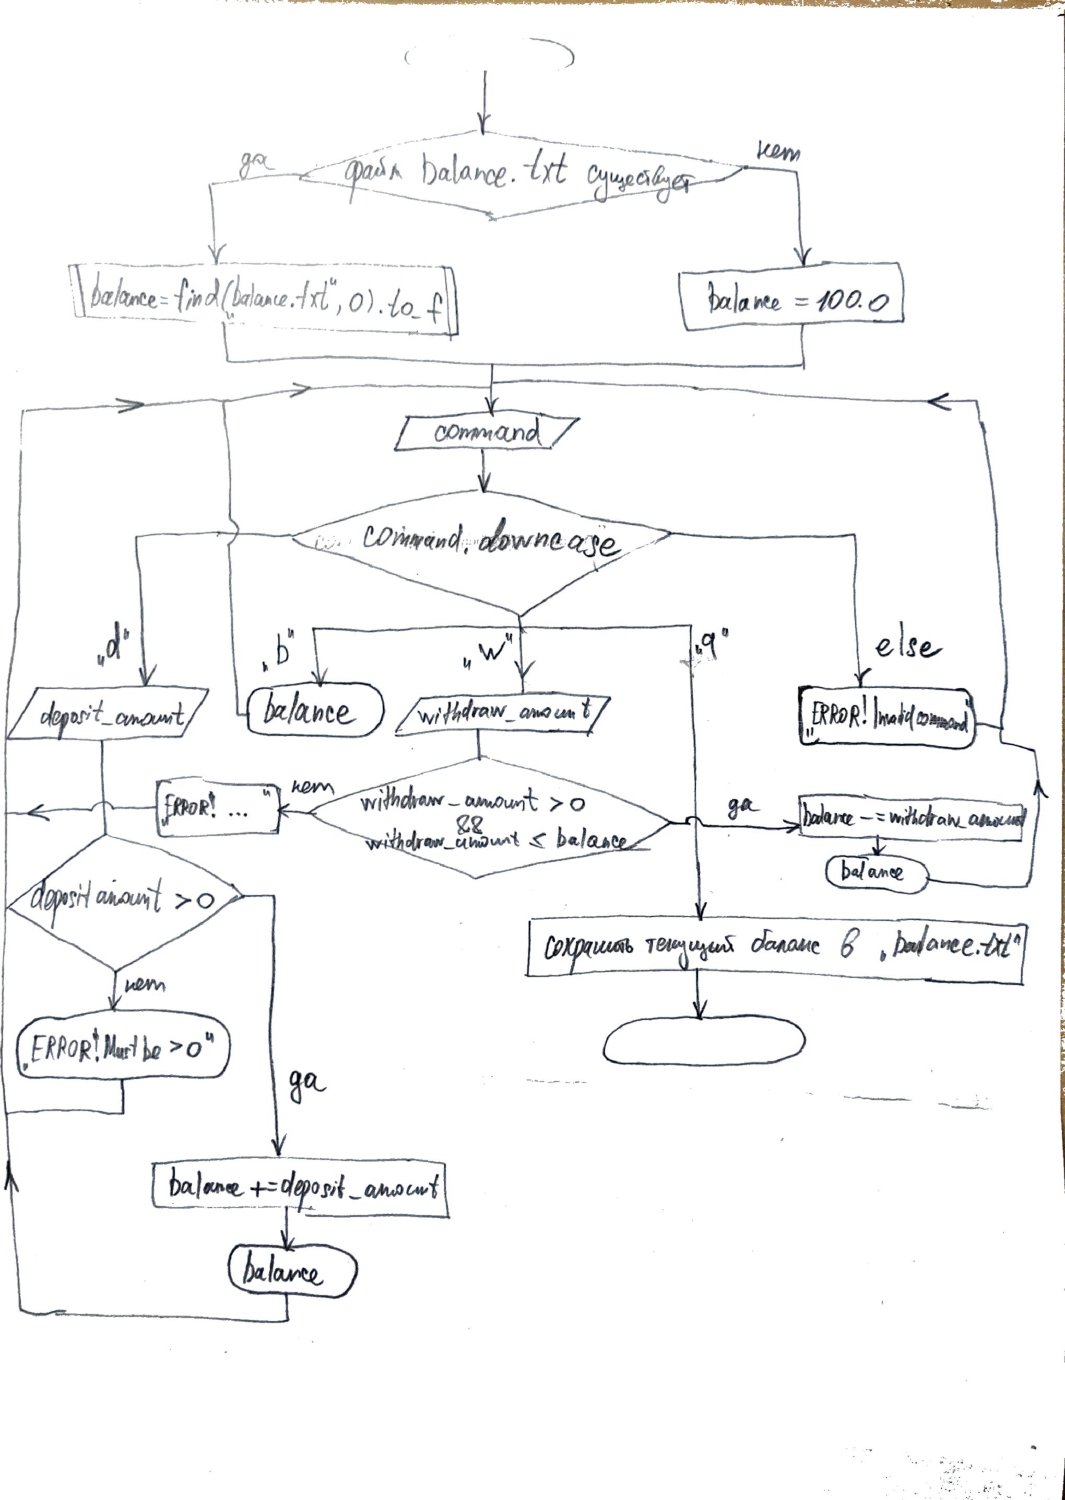 файл balance.txt существует
да
нет
balance = find("balance.txt", 0).to_f
balance = 100.0
command
command.downcase
„d"
„b"
„w"
„q"
else
deposit_amount
balance
withdraw_amount
„ERROR! Invalid command"
„ERROR! ... "
нет
withdraw_amount > 0
&&
withdraw_amount ≤ balance
да
balance -= withdraw_amount
balance
deposit amount > 0
сохранить текущий баланс в „balance.txt"
нет
„ERROR! Must be > 0"
да
balance += deposit_amount
balance